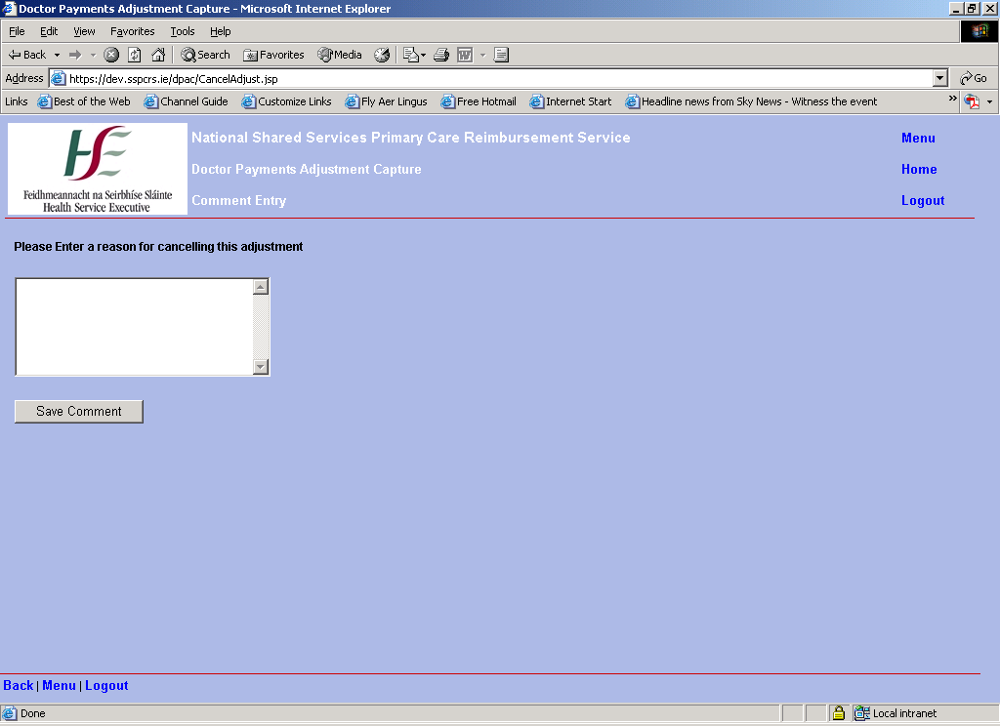 Doctor Payments Adjustment Capture - Microsoft Internet Explorer
File Edit View Favorites Tools Help
Back Search Favorites Media
Address https://dev.sspcrs.ie/dpac/CancelAdjust.jsp Go
Links Best of the Web Channel Guide Customize Links Fly Aer Lingus Free Hotmail Internet Start Headline news from Sky News - Witness the event »
HSE
Feidhmeannacht na Seirbhíse Sláinte
Health Service Executive
National Shared Services Primary Care Reimbursement Service Menu
Doctor Payments Adjustment Capture Home
Comment Entry Logout
Please Enter a reason for cancelling this adjustment
Save Comment
Back | Menu | Logout
Done Local intranet